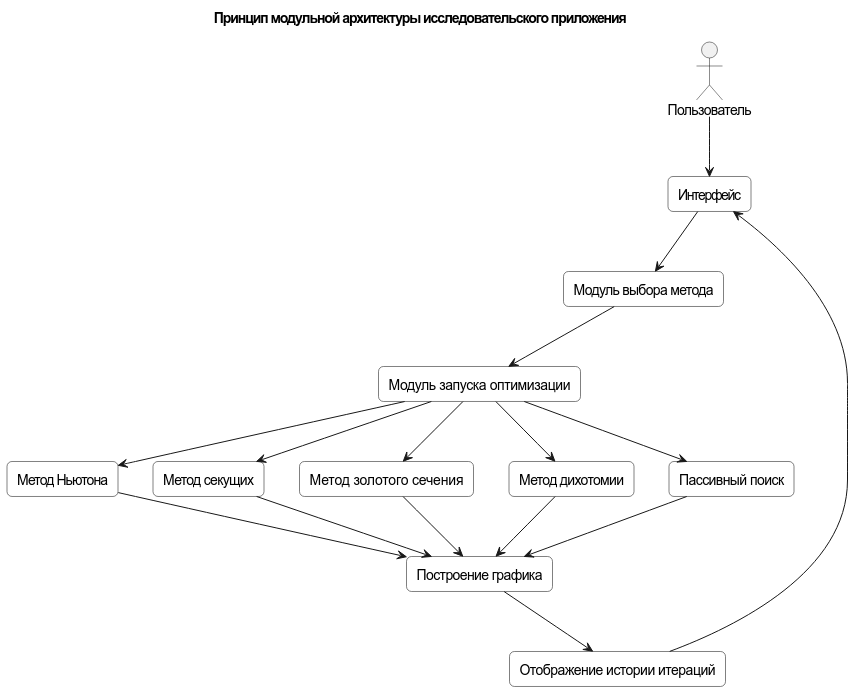 Принцип модульной архитектуры исследовательского приложения
Пользователь
Интерфейс
Модуль выбора метода
Модуль запуска оптимизации
Метод Ньютона
Метод секущих
Метод золотого сечения
Метод дихотомии
Пассивный поиск
Построение графика
Отображение истории итераций